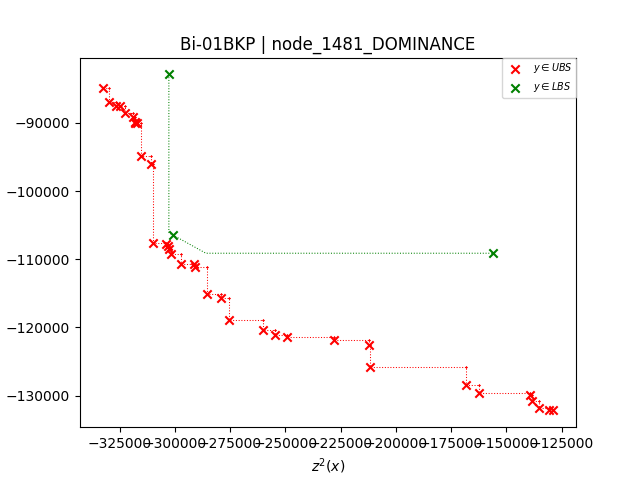 Bi-01BKP | node_1481_DOMINANCE
y ∈ UBS
y ∈ LBS
−90000
−100000
−110000
−120000
−130000
−325000 −300000 −275000 −250000 −225000 −200000 −175000 −150000 −125000
z²(x)